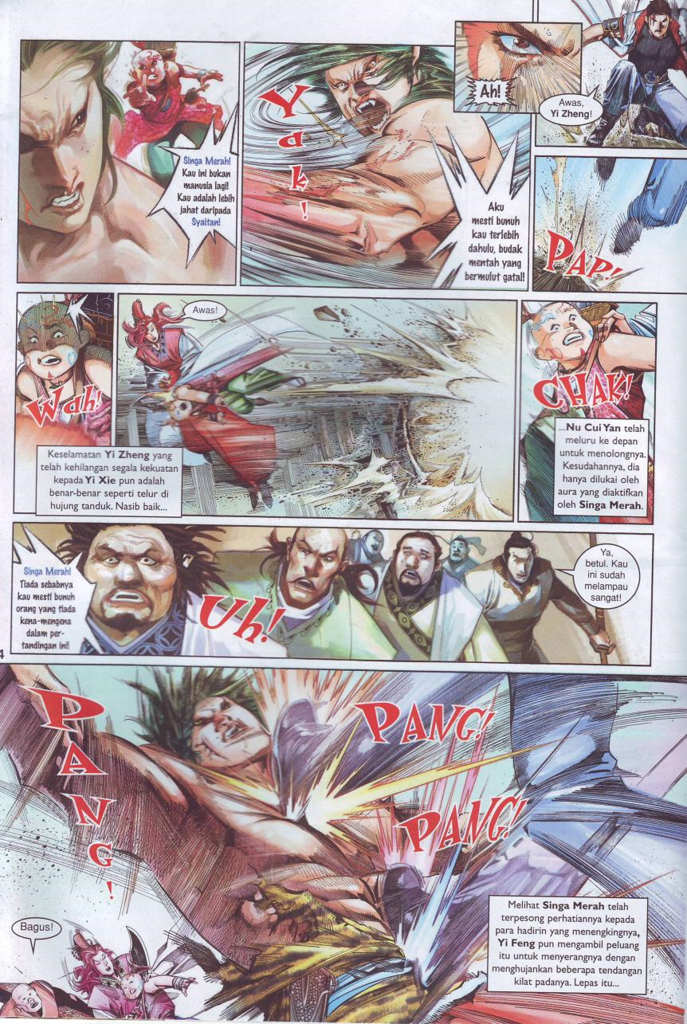 Singa Merah!
Kau ini bukan
manusia lagi!
Kau adalah lebih
jahat daripada
Syaitan!
Yak!
Aku
mesti bunuh
kau terlebih
dahulu, budak
mentah yang
bermulut gatal!
Ah!
Awas,
Yi Zheng!
PAP!
Wah!
Awas!
Keselamatan Yi Zheng yang
telah kehilangan segala kekuatan
kepada Yi Xie pun adalah
benar-benar seperti telur di
hujung tanduk. Nasib baik...
CHAK!
...Nu Cui Yan telah
meluru ke depan
untuk menolongnya.
Kesudahannya, dia
hanya dilukai oleh
aura yang diaktifkan
oleh Singa Merah.
Singa Merah!
Tiada sebabnya
kau mesti bunuh
orang yang tiada
kena-mengena
dalam per-
tandingan ini!
Uh!
Ya,
betul. Kau
ini sudah
melampau
sangat!
4
PANG!
PANG!
PANG!
Bagus!
Melihat Singa Merah telah
terpesong perhatiannya kepada
para hadirin yang menengkingnya,
Yi Feng pun mengambil peluang
itu untuk menyerangnya dengan
menghujankan beberapa tendangan
kilat padanya. Lepas itu...